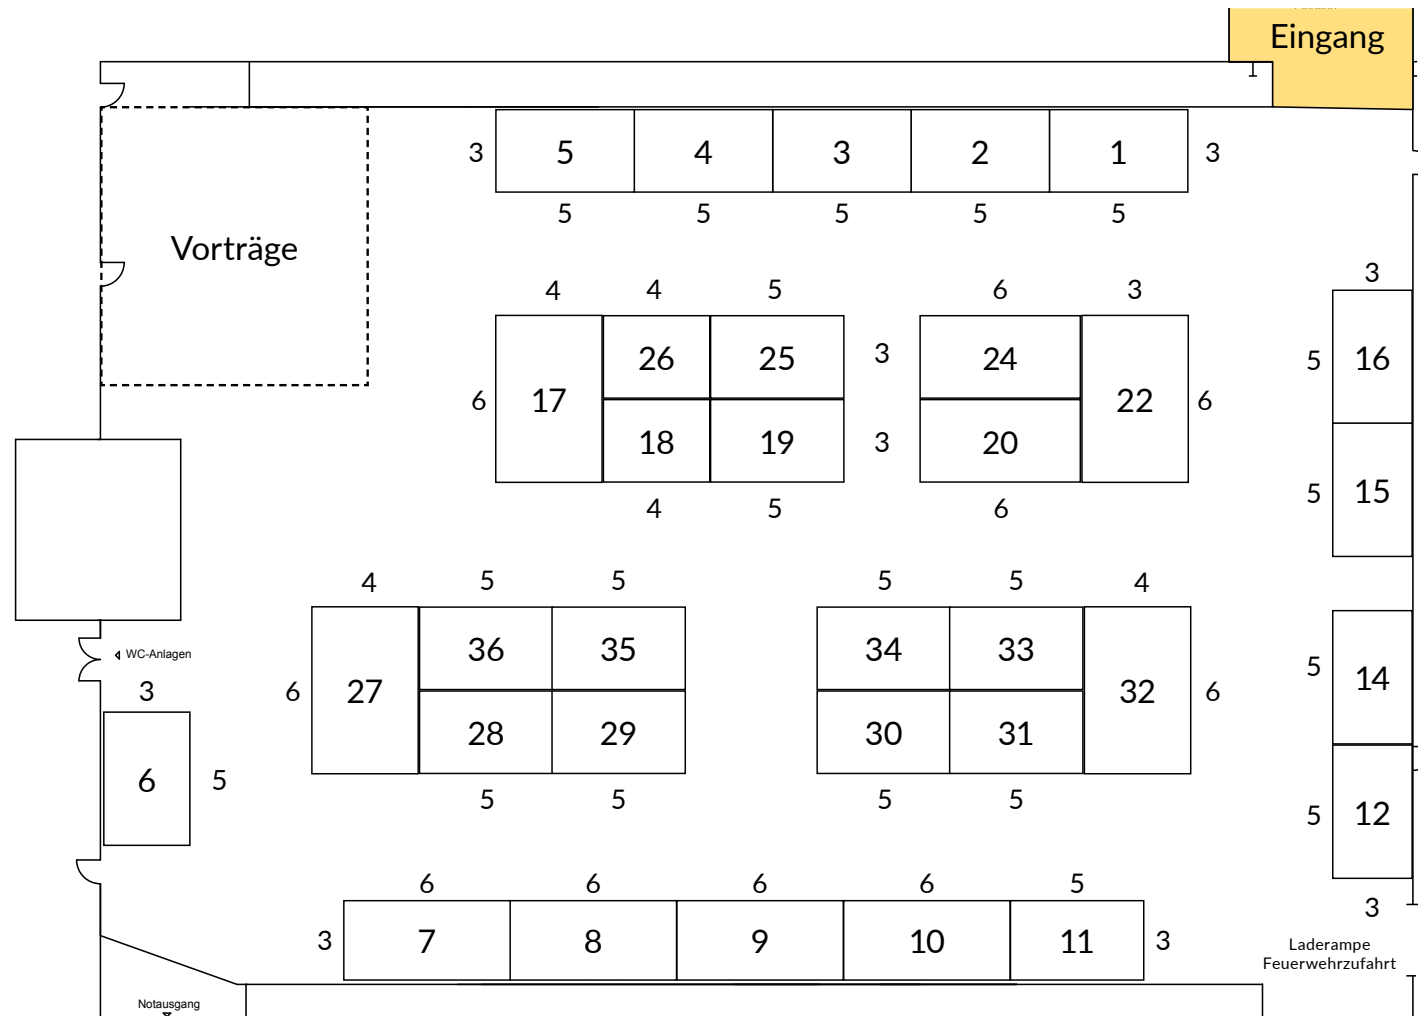 Eingang
3 5 4 3 2 1 3
5 5 5 5 5
Vorträge
3
4 4 5 6 3
26 25 3 24 5 16
17 6 22 6
18 19 3 20
5 15
4 5 6
4 5 5 5 5 4
36 35 34 33
WC-Anlagen
5 14
3
6 27 32 6
28 29 30 31
6 5
5 5 5 5
5 12
6 6 6 6 5
3
3 7 8 9 10 11 3
Laderampe
Feuerwehrzufahrt
Notausgang